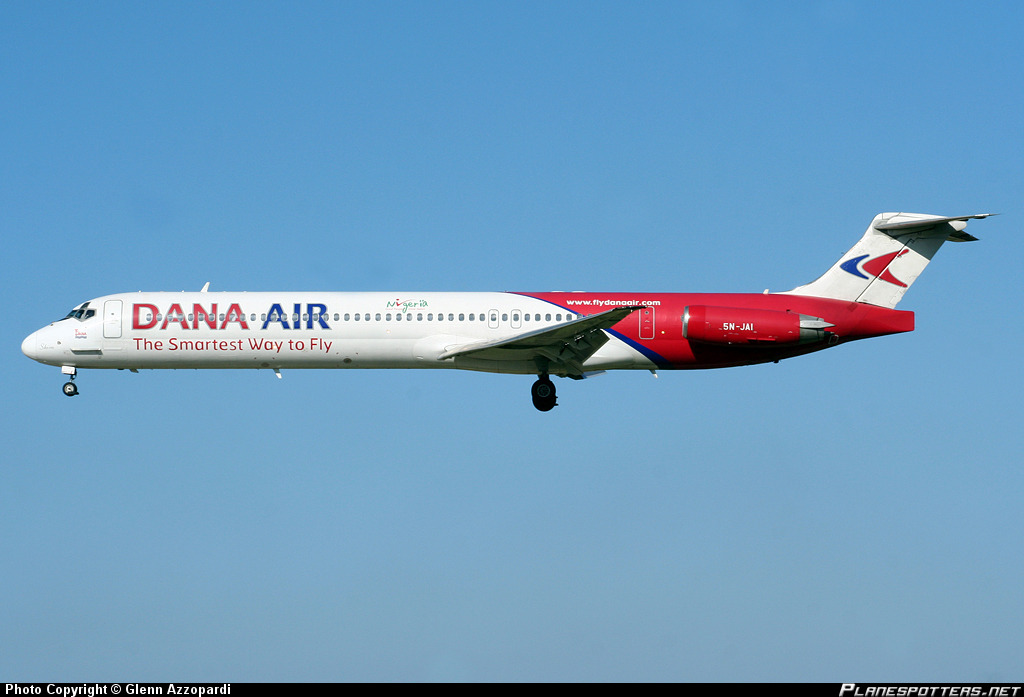 DANA AIR
The Smartest Way to Fly
Nigeria
www.flydanaair.com
5N-JAI
Photo Copyright © Glenn Azzopardi
PLANESPOTTERS.NET